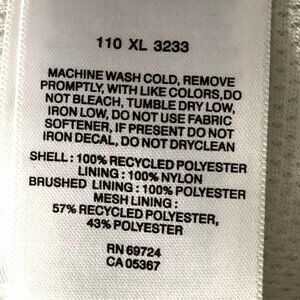 110 XL 3233
MACHINE WASH COLD, REMOVE
PROMPTLY, WITH LIKE COLORS,DO
NOT BLEACH, TUMBLE DRY LOW,
IRON LOW, DO NOT USE FABRIC
SOFTENER, IF PRESENT DO NOT
IRON DECAL, DO NOT DRYCLEAN
SHELL : 100% RECYCLED POLYESTER
LINING : 100% NYLON
BRUSHED LINING : 100% POLYESTER
MESH LINING :
57% RECYCLED POLYESTER,
43% POLYESTER
RN 69724
CA 05367